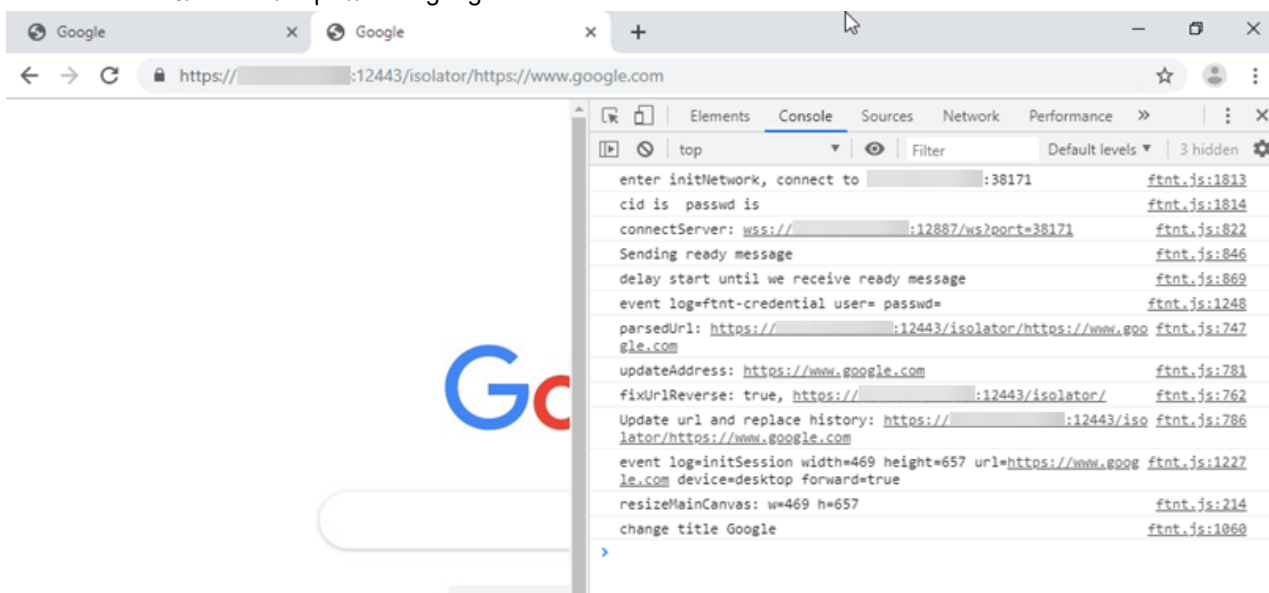 Google
Google
https:// :12443/isolator/https://www.google.com
Elements Console Sources Network Performance »
top Filter Default levels ▼ 3 hidden
enter initNetwork, connect to :38171 ftnt.js:1813
cid is passwd is ftnt.js:1814
connectServer: wss:// :12887/ws?port=38171 ftnt.js:822
Sending ready message ftnt.js:846
delay start until we receive ready message ftnt.js:869
event log=ftnt-credential user= passwd= ftnt.js:1248
parsedUrl: https:// :12443/isolator/https://www.goo ftnt.js:747
gle.com
updateAddress: https://www.google.com ftnt.js:781
fixUrlReverse: true, https:// :12443/isolator/ ftnt.js:762
Update url and replace history: https:// :12443/iso ftnt.js:786
lator/https://www.google.com
event log=initSession width=469 height=657 url=https://www.goog ftnt.js:1227
le.com device=desktop forward=true
resizeMainCanvas: w=469 h=657 ftnt.js:214
change title Google ftnt.js:1060
Go